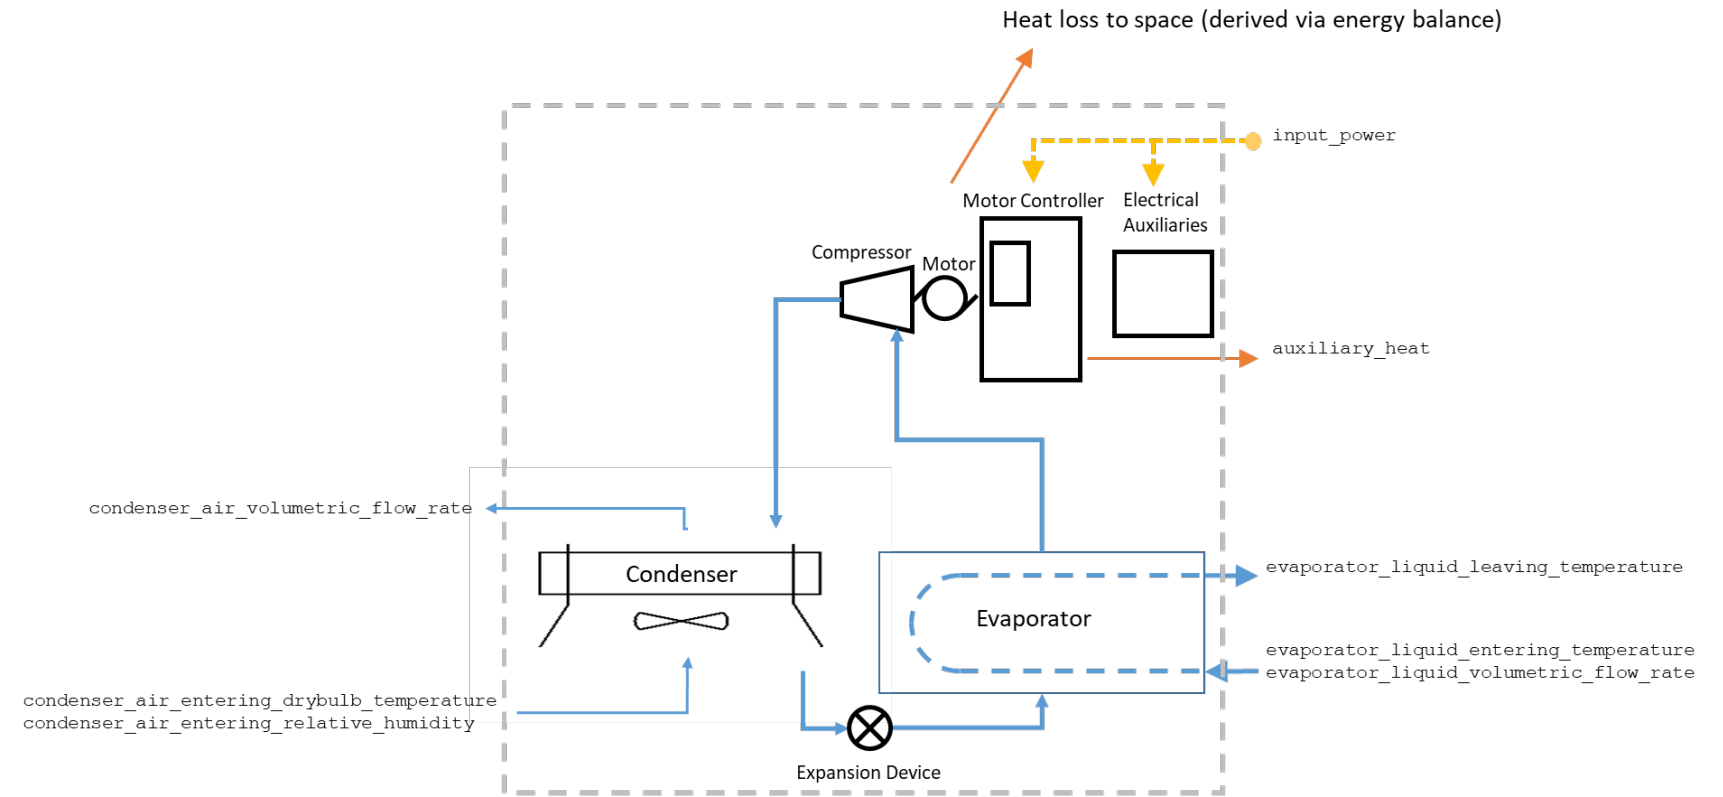 Heat loss to space (derived via energy balance)
input_power
Motor Controller
Electrical
Auxiliaries
Compressor
Motor
auxiliary_heat
condenser_air_volumetric_flow_rate
Condenser
evaporator_liquid_leaving_temperature
Evaporator
evaporator_liquid_entering_temperature
evaporator_liquid_volumetric_flow_rate
condenser_air_entering_drybulb_temperature
condenser_air_entering_relative_humidity
Expansion Device